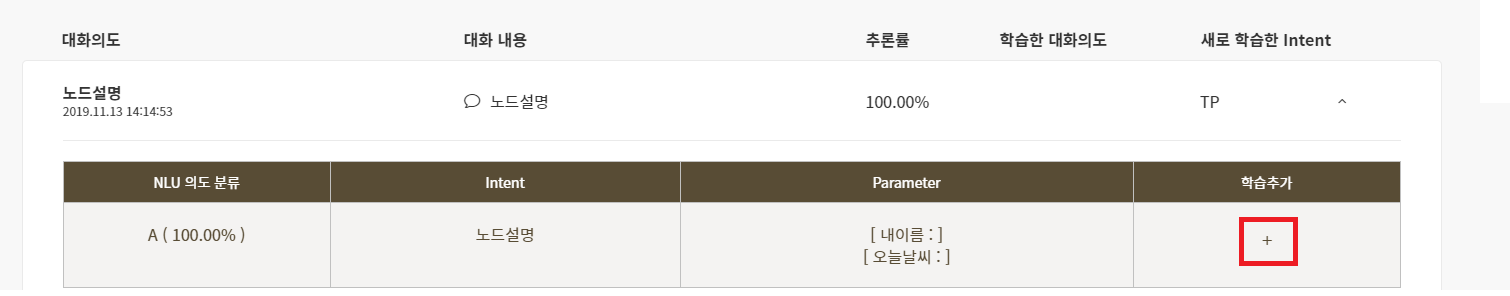 대화의도 대화 내용 추론률 학습한 대화의도 새로 학습한 Intent
노드설명
2019.11.13 14:14:53
노드설명 100.00% TP
NLU 의도 분류 Intent Parameter 학습추가
A ( 100.00% ) 노드설명 [ 내이름 : ] +
[ 오늘날씨 : ]